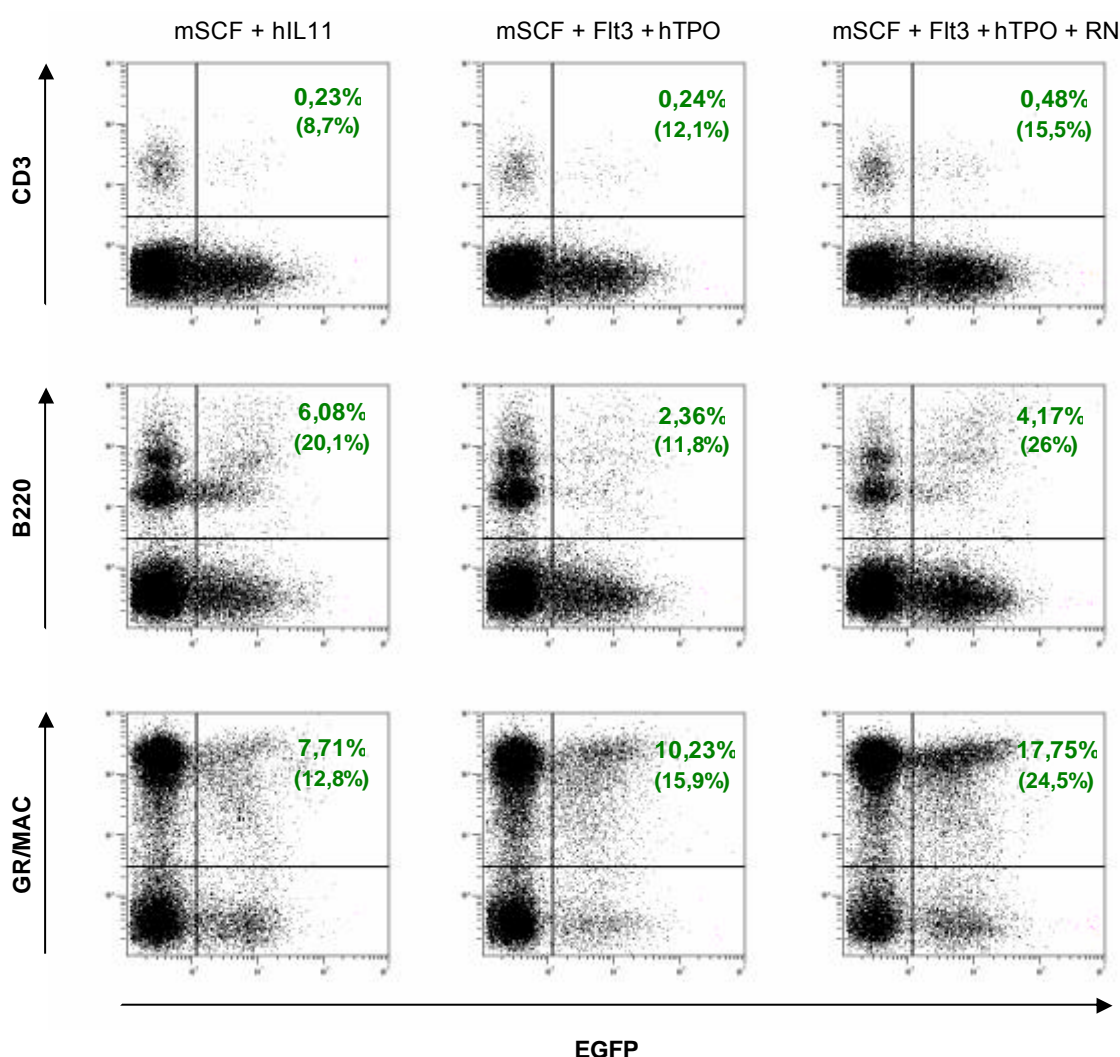 mSCF + hIL11
mSCF + Flt3 + hTPO
mSCF + Flt3 + hTPO + RN
CD3
0,23%
(8,7%)
0,24%
(12,1%)
0,48%
(15,5%)
B220
6,08%
(20,1%)
2,36%
(11,8%)
4,17%
(26%)
GR/MAC
7,71%
(12,8%)
10,23%
(15,9%)
17,75%
(24,5%)
EGFP